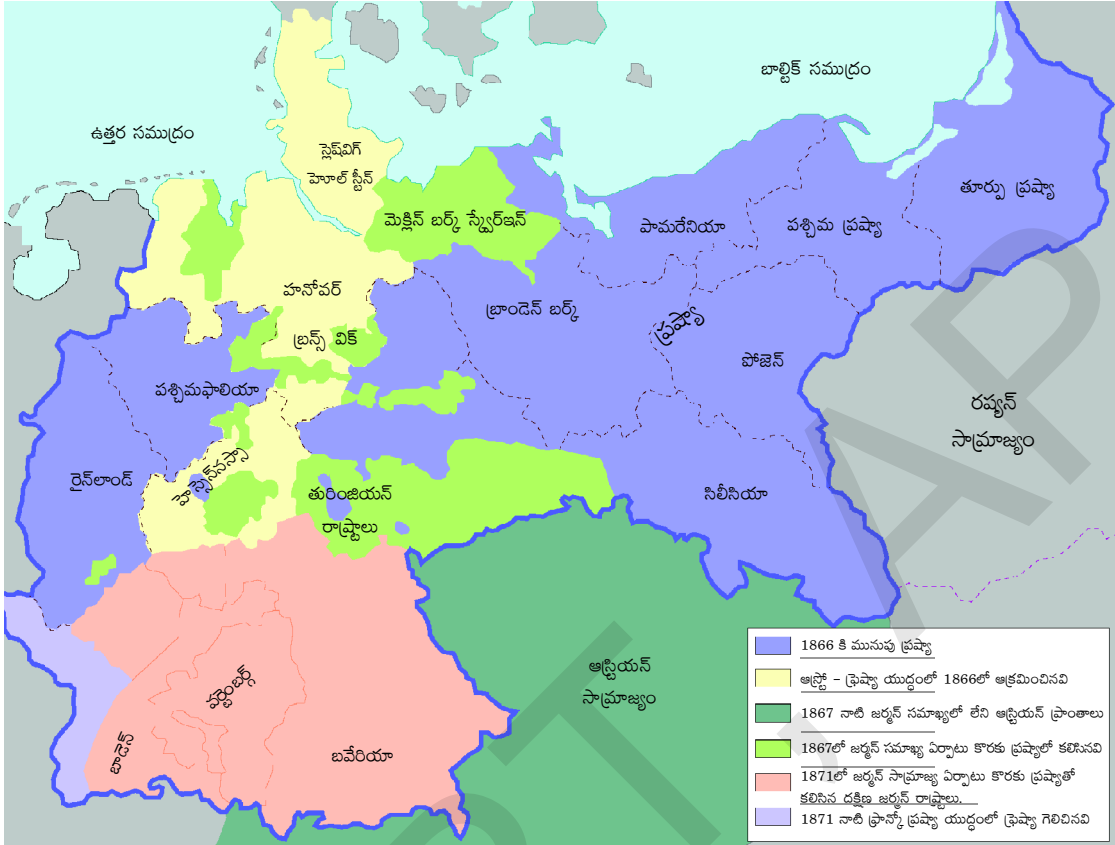 బాల్టిక్ సముద్రం
ఉత్తర సముద్రం
స్లెష్‌విగ్
హెూల్ స్టీన్
తూర్పు ప్రష్యా
మెక్లిన్ బర్క్ స్క్వేర్ఇన్
పామరేనియా
పశ్చిమ ప్రష్యా
హనోవర్
బ్రాండెన్ బర్క్
ప్రష్యా
బ్రన్స్ విక్
పోజెన్
పశ్చిమఫాలియా
రష్యన్
సామ్రాజ్యం
రైన్‌లాండ్
హెస్సెన్‌నస్సా
తురింజియన్
రాష్ట్రాలు
సిలీసియా
ఆస్ట్రియన్
సామ్రాజ్యం
వర్టెంబర్గ్
బాడెన్
బవేరియా
1866 కి మునుపు ప్రష్యా
ఆస్ట్రో - ఫ్రెష్యా యుద్ధంలో 1866లో ఆక్రమించినవి
1867 నాటి జర్మన్ సమాఖ్యలో లేని ఆస్ట్రియన్ ప్రాంతాలు
1867లో జర్మన్ సమాఖ్య ఏర్పాటు కొరకు ప్రష్యాలో కలిసినవి
1871లో జర్మన్ సామ్రాజ్య ఏర్పాటు కొరకు ప్రష్యాతో
కలిసిన దక్షిణ జర్మన్ రాష్ట్రాలు.
1871 నాటి ఫ్రాన్కో ప్రష్యా యుద్ధంలో ఫ్రెష్యా గెలిచినవి